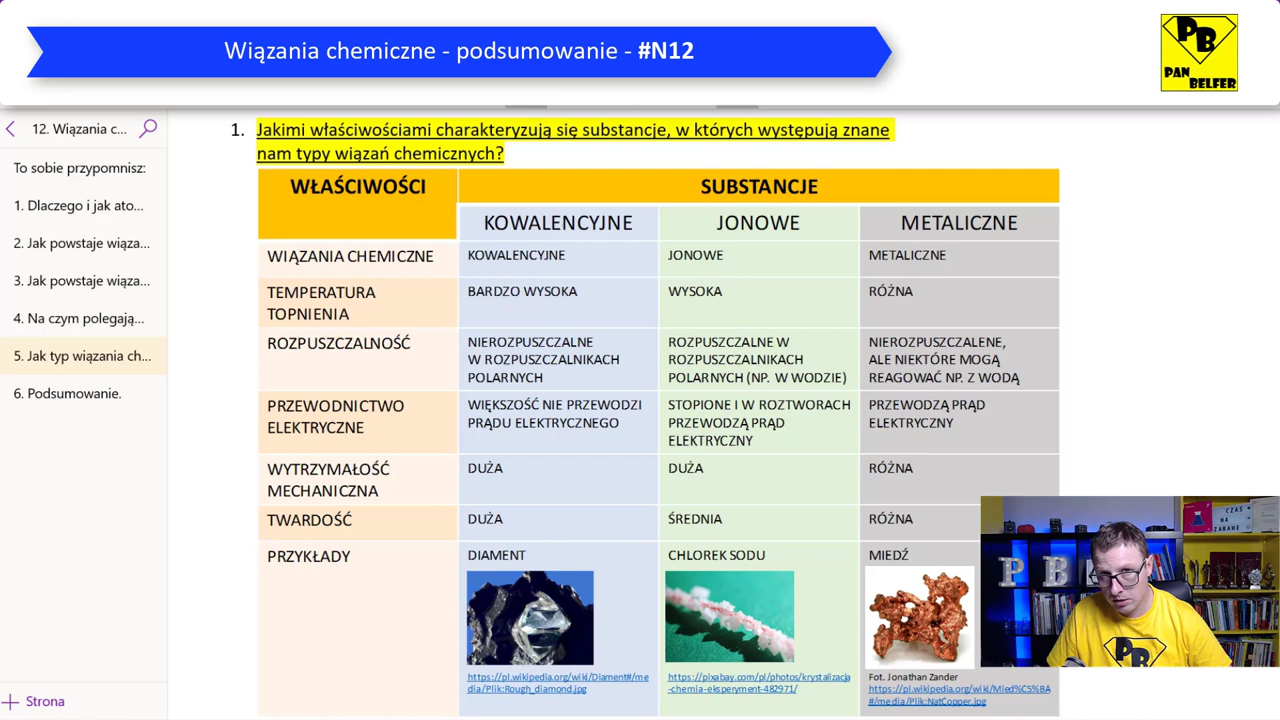 Wiązania chemiczne - podsumowanie - #N12
PB
PAN
BELFER
12. Wiązania c...
To sobie przypomnisz:
1. Dlaczego i jak ato...
2. Jak powstaje wiąza...
3. Jak powstaje wiąza...
4. Na czym polegają...
5. Jak typ wiązania ch...
6. Podsumowanie.
Strona
1. Jakimi właściwościami charakteryzują się substancje, w których występują znane
nam typy wiązań chemicznych?
WŁAŚCIWOŚCI
SUBSTANCJE
KOWALENCYJNE
JONOWE
METALICZNE
WIĄZANIA CHEMICZNE
KOWALENCYJNE
JONOWE
METALICZNE
TEMPERATURA
TOPNIENIA
BARDZO WYSOKA
WYSOKA
RÓŻNA
ROZPUSZCZALNOŚĆ
NIEROZPUSZCZALNE
W ROZPUSZCZALNIKACH
POLARNYCH
ROZPUSZCZALNE W
ROZPUSZCZALNIKACH
POLARNYCH (NP. W WODZIE)
NIEROZPUSZCZALENE,
ALE NIEKTÓRE MOGĄ
REAGOWAĆ NP. Z WODĄ
PRZEWODNICTWO
ELEKTRYCZNE
WIĘKSZOŚĆ NIE PRZEWODZI
PRĄDU ELEKTRYCZNEGO
STOPIONE I W ROZTWORACH
PRZEWODZĄ PRĄD
ELEKTRYCZNY
PRZEWODZĄ PRĄD
ELEKTRYCZNY
WYTRZYMAŁOŚĆ
MECHANICZNA
DUŻA
DUŻA
RÓŻNA
TWARDOŚĆ
DUŻA
ŚREDNIA
RÓŻNA
PRZYKŁADY
DIAMENT
CHLOREK SODU
MIEDŹ
https://pl.wikipedia.org/wiki/Diament#/me
dia/Plik:Rough_diamond.jpg
https://pixabay.com/pl/photos/krystalizacja
-chemia-eksperyment-482971/
Fot. Jonathan Zander
https://pl.wikipedia.org/wiki/Mied%C5%BA
#/media/Plik:NatCopper.jpg
CZAS
NA
ZABAWE
P B
PB